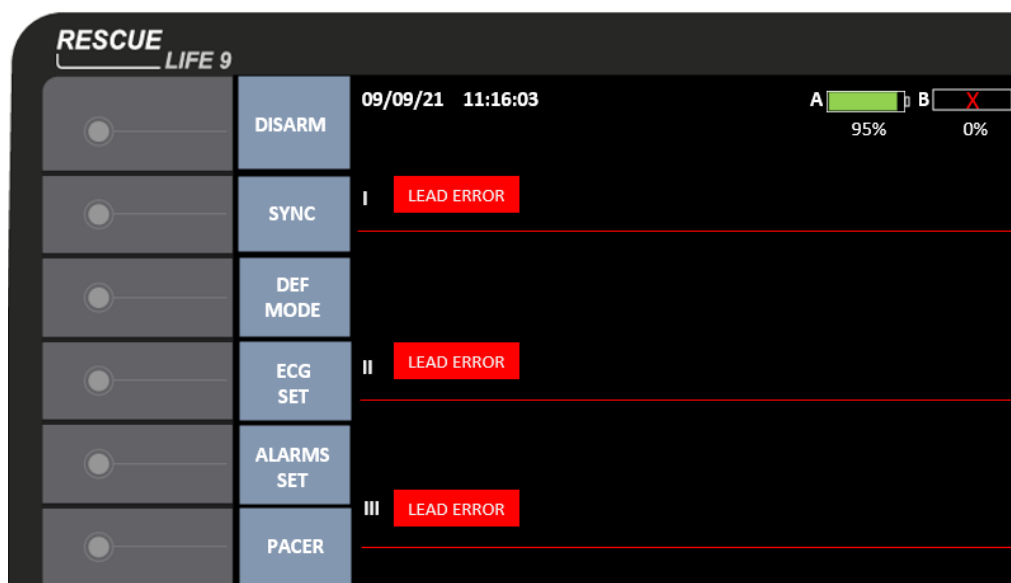 RESCUE
LIFE 9
DISARM
09/09/21 11:16:03
A
B
X
95%
0%
SYNC
I
LEAD ERROR
DEF
MODE
ECG
SET
II
LEAD ERROR
ALARMS
SET
III
LEAD ERROR
PACER